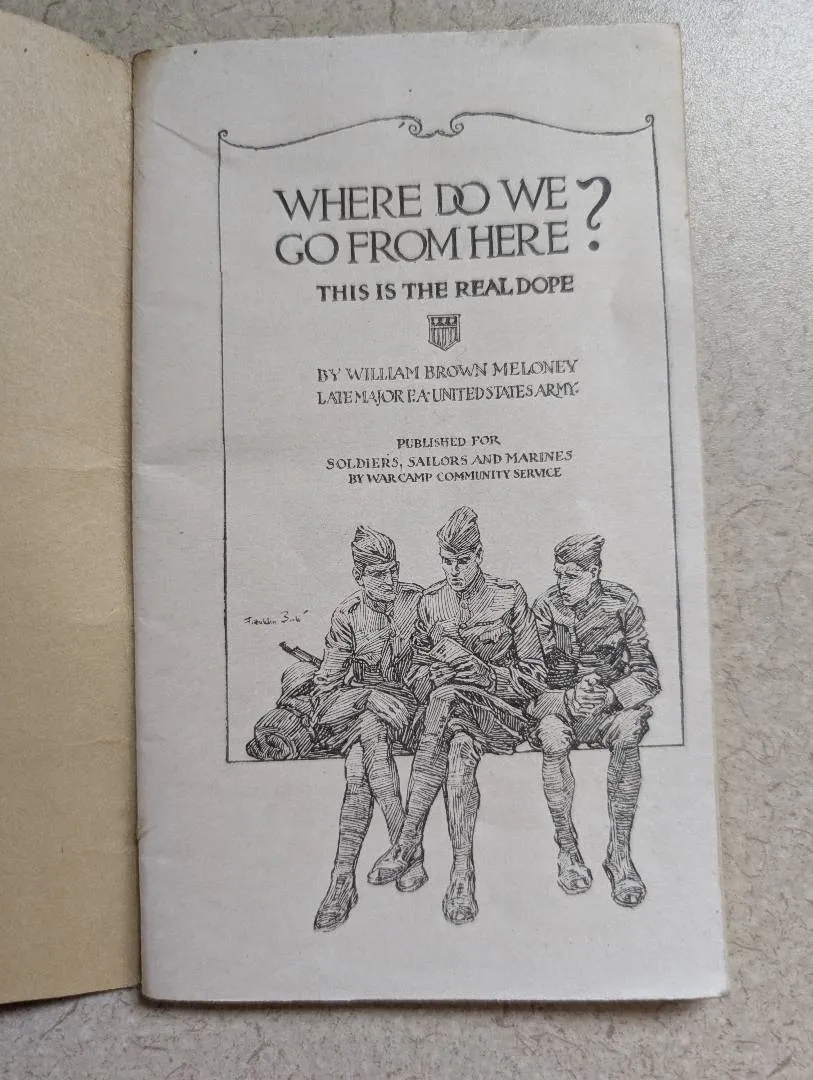 WHERE DO WE
GO FROM HERE?
THIS IS THE REAL DOPE
BY WILLIAM BROWN MELONEY
LATE MAJOR F.A. UNITED STATES ARMY.
PUBLISHED FOR
SOLDIERS, SAILORS AND MARINES
BY WAR CAMP COMMUNITY SERVICE
Franklin